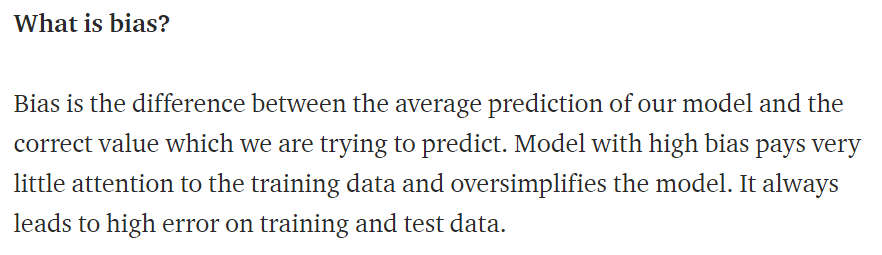 What is bias?
Bias is the difference between the average prediction of our model and the
correct value which we are trying to predict. Model with high bias pays very
little attention to the training data and oversimplifies the model. It always
leads to high error on training and test data.